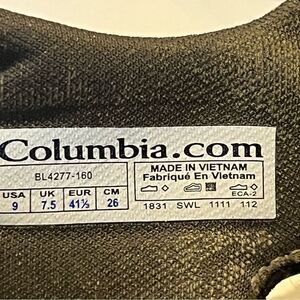 Columbia.com
BL4277-160
MADE IN VIETNAM
Fabriqué En Vietnam
USA UK EUR CM
9 7.5 41½ 26
ECA-2
1831 SWL 1111 112